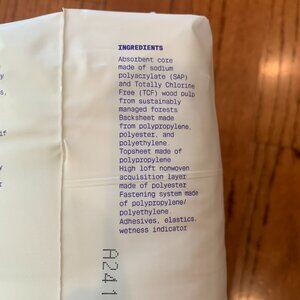 INGREDIENTS
Absorbent core
made of sodium
polyacrylate (SAP)
and Totally Chlorine
Free (TCF) wood pulp
from sustainably
managed forests
Backsheet made
from polypropylene,
polyester, and
polyethylene
Topsheet made of
polypropylene
High loft nonwoven
acquisition layer
made of polyester
Fastening system made
of polypropylene/
polyethylene
Adhesives, elastics,
wetness indicator
A241